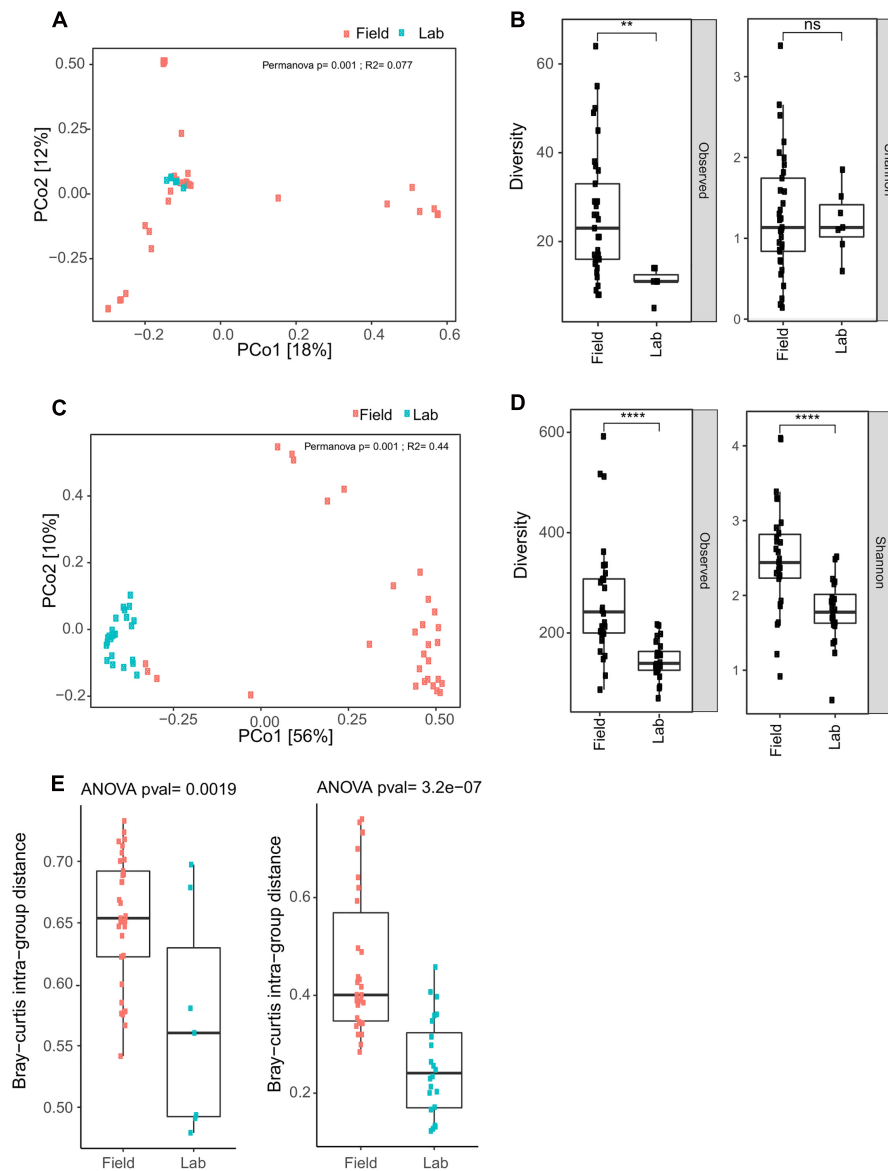 A
Field Lab
Permanova p= 0.001 ; R2= 0.077
PCo2 [12%]
0.50
0.25
0.00
−0.25
−0.2 0.0 0.2 0.4 0.6
PCo1 [18%]
B
** ns
Diversity
60
40
20
Observed
3
2
1
0
Field Lab Field Lab
C
Field Lab
Permanova p= 0.001 ; R2= 0.44
PCo2 [10%]
0.4
0.2
0.0
−0.2
−0.25 0.00 0.25 0.50
PCo1 [56%]
D
**** ****
Diversity
600
400
200
Observed
4
3
2
1
Shannon
Field Lab Field Lab
E
ANOVA pval= 0.0019 ANOVA pval= 3.2e−07
Bray−curtis intra−group distance
0.70
0.65
0.60
0.55
0.50
Field Lab
Bray−curtis intra−group distance
0.6
0.4
0.2
Field Lab